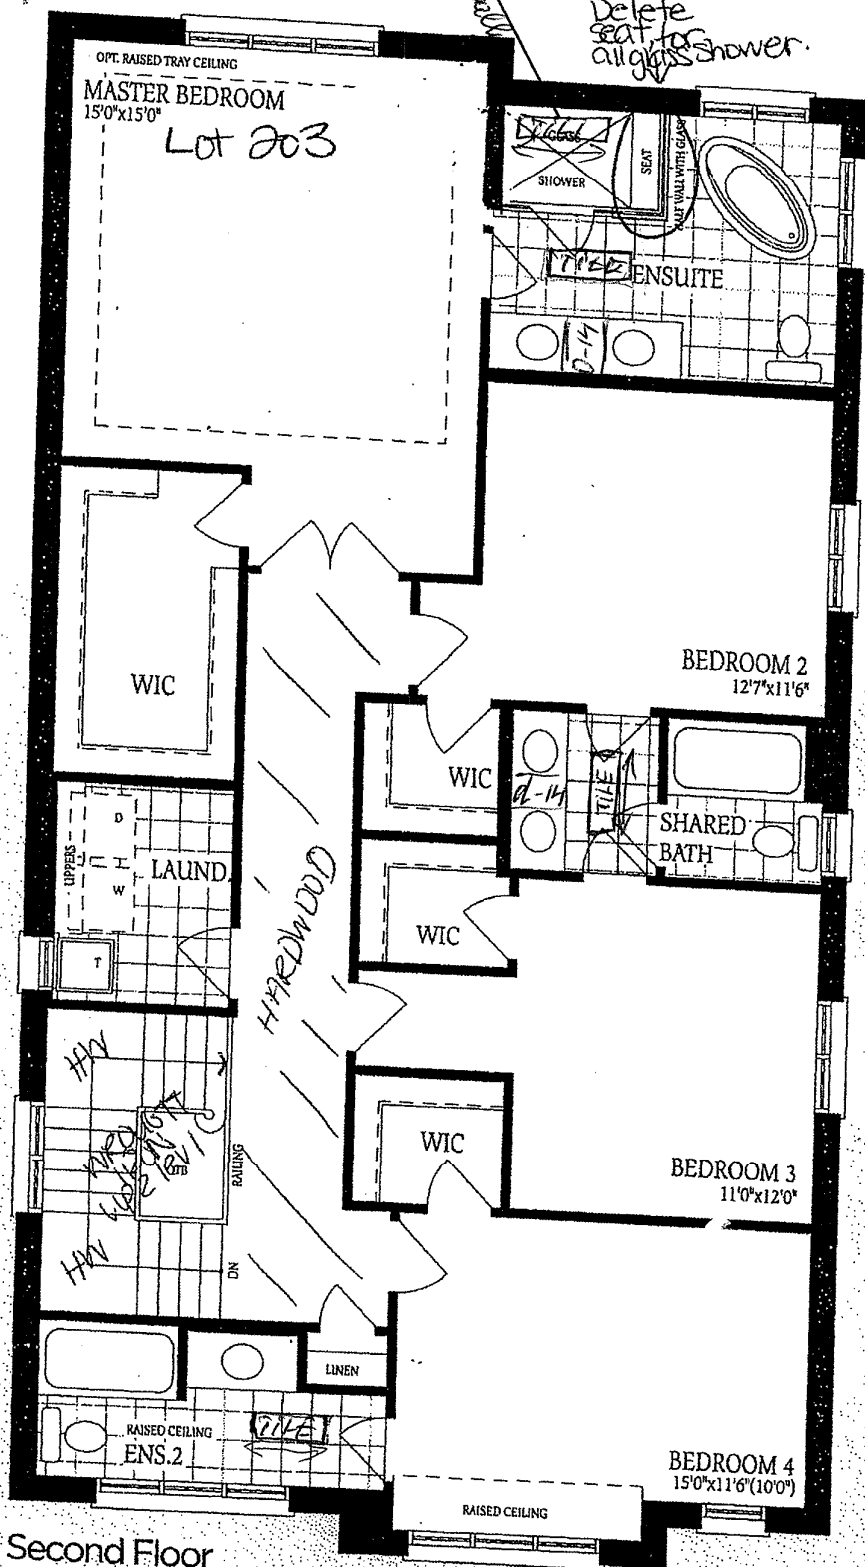 Delete
seat for
all glass shower.
OPT. RAISED TRAY CEILING
MASTER BEDROOM
15'0"x15'0"
Lot 203
SHOWER
SEAT
HALF WALL WITH GLASS
TILE
ENSUITE
D-14
BEDROOM 2
12'7"x11'6"
WIC
WIC
d-14
TILE
SHARED
BATH
UPPERS
D
W
LAUND.
T
WIC
HARDWOOD
HW
RAILING
HW
DN
WIC
BEDROOM 3
11'0"x12'0"
LINEN
RAISED CEILING
TILE
ENS.2
BEDROOM 4
15'0"x11'6"(10'0")
RAISED CEILING
Second Floor